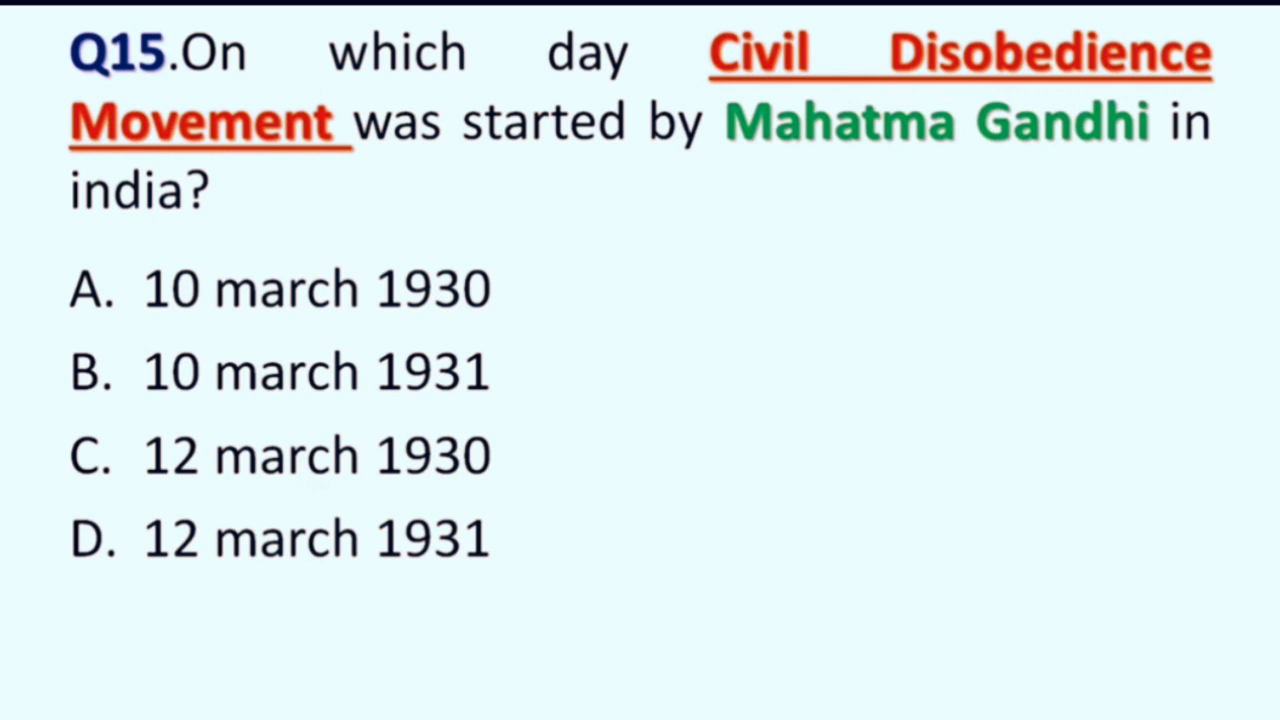 Q15.On which day Civil Disobedience
Movement was started by Mahatma Gandhi in
india?
A. 10 march 1930
B. 10 march 1931
C. 12 march 1930
D. 12 march 1931